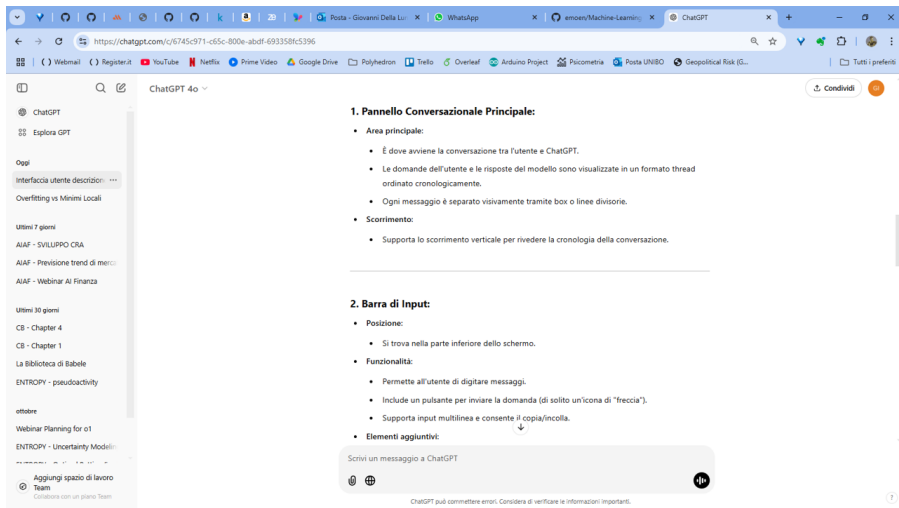 Posta - Giovanni Della Lun
WhatsApp
emoen/Machine-Learning
ChatGPT
https://chatgpt.com/c/6745c971-c65c-800e-abdf-693358fc5396
Webmail
Register.it
YouTube
Netflix
Prime Video
Google Drive
Polyhedron
Trello
Overleaf
Arduino Project
Psicometria
Posta UNIBO
Geopolitical Risk (G...
Tutti i preferiti
ChatGPT 4o
Condividi
GI
ChatGPT
Esplora GPT
Oggi
Interfaccia utente descrizion
Overfitting vs Minimi Locali
Ultimi 7 giorni
AIAF - SVILUPPO CRA
AIAF - Previsione trend di merca
AIAF - Webinar AI Finanza
Ultimi 30 giorni
CB - Chapter 4
CB - Chapter 1
La Biblioteca di Babele
ENTROPY - pseudoactivity
ottobre
Webinar Planning for o1
ENTROPY - Uncertainty Modelin
Aggiungi spazio di lavoro
Team
Collabora con un piano Team
1. Pannello Conversazionale Principale:
• Area principale:
• È dove avviene la conversazione tra l'utente e ChatGPT.
• Le domande dell'utente e le risposte del modello sono visualizzate in un formato thread
ordinato cronologicamente.
• Ogni messaggio è separato visivamente tramite box o linee divisorie.
• Scorrimento:
• Supporta lo scorrimento verticale per rivedere la cronologia della conversazione.
2. Barra di Input:
• Posizione:
• Si trova nella parte inferiore dello schermo.
• Funzionalità:
• Permette all'utente di digitare messaggi.
• Include un pulsante per inviare la domanda (di solito un'icona di "freccia").
• Supporta input multilinea e consente il copia/incolla.
• Elementi aggiuntivi:
Scrivi un messaggio a ChatGPT
ChatGPT può commettere errori. Considera di verificare le informazioni importanti.
?